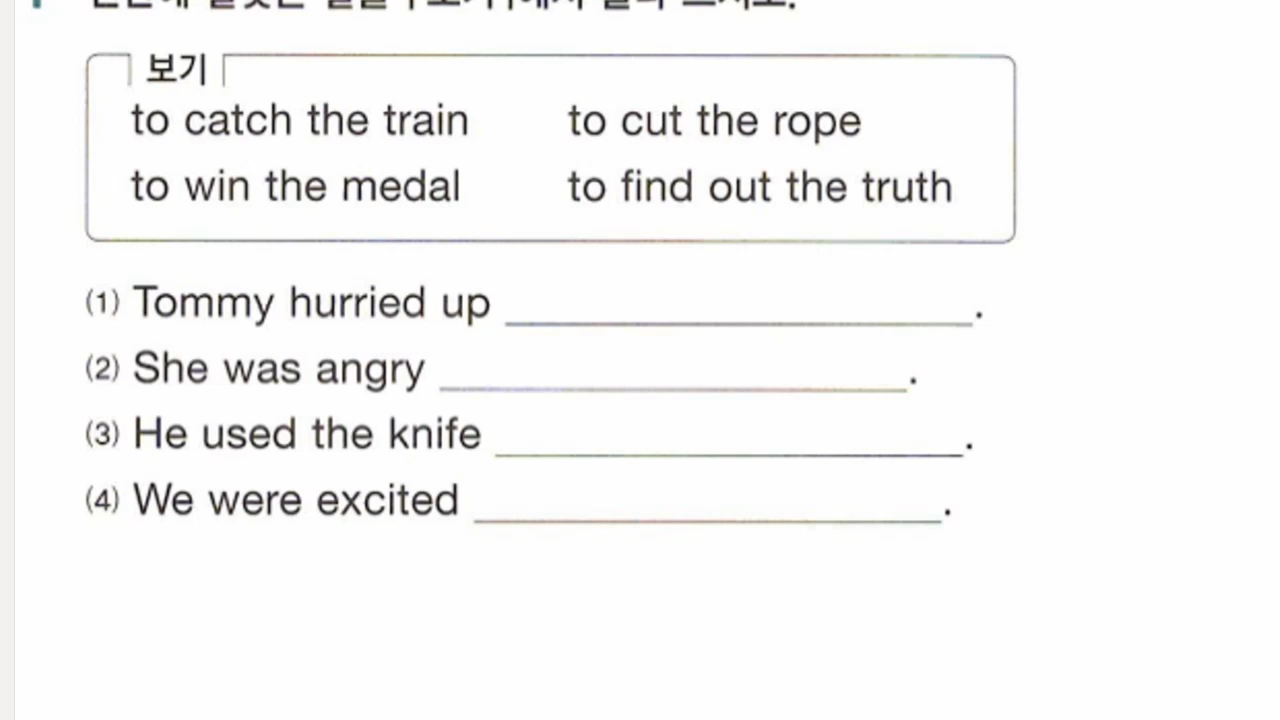 보기
to catch the train to cut the rope
to win the medal to find out the truth
(1) Tommy hurried up ____________________.
(2) She was angry ____________________.
(3) He used the knife ____________________.
(4) We were excited ____________________.